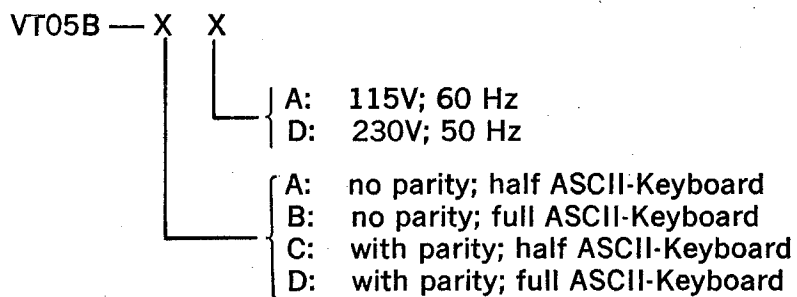 VT05B — X X
A: 115V; 60 Hz
D: 230V; 50 Hz
A: no parity; half ASCII-Keyboard
B: no parity; full ASCII-Keyboard
C: with parity; half ASCII-Keyboard
D: with parity; full ASCII-Keyboard